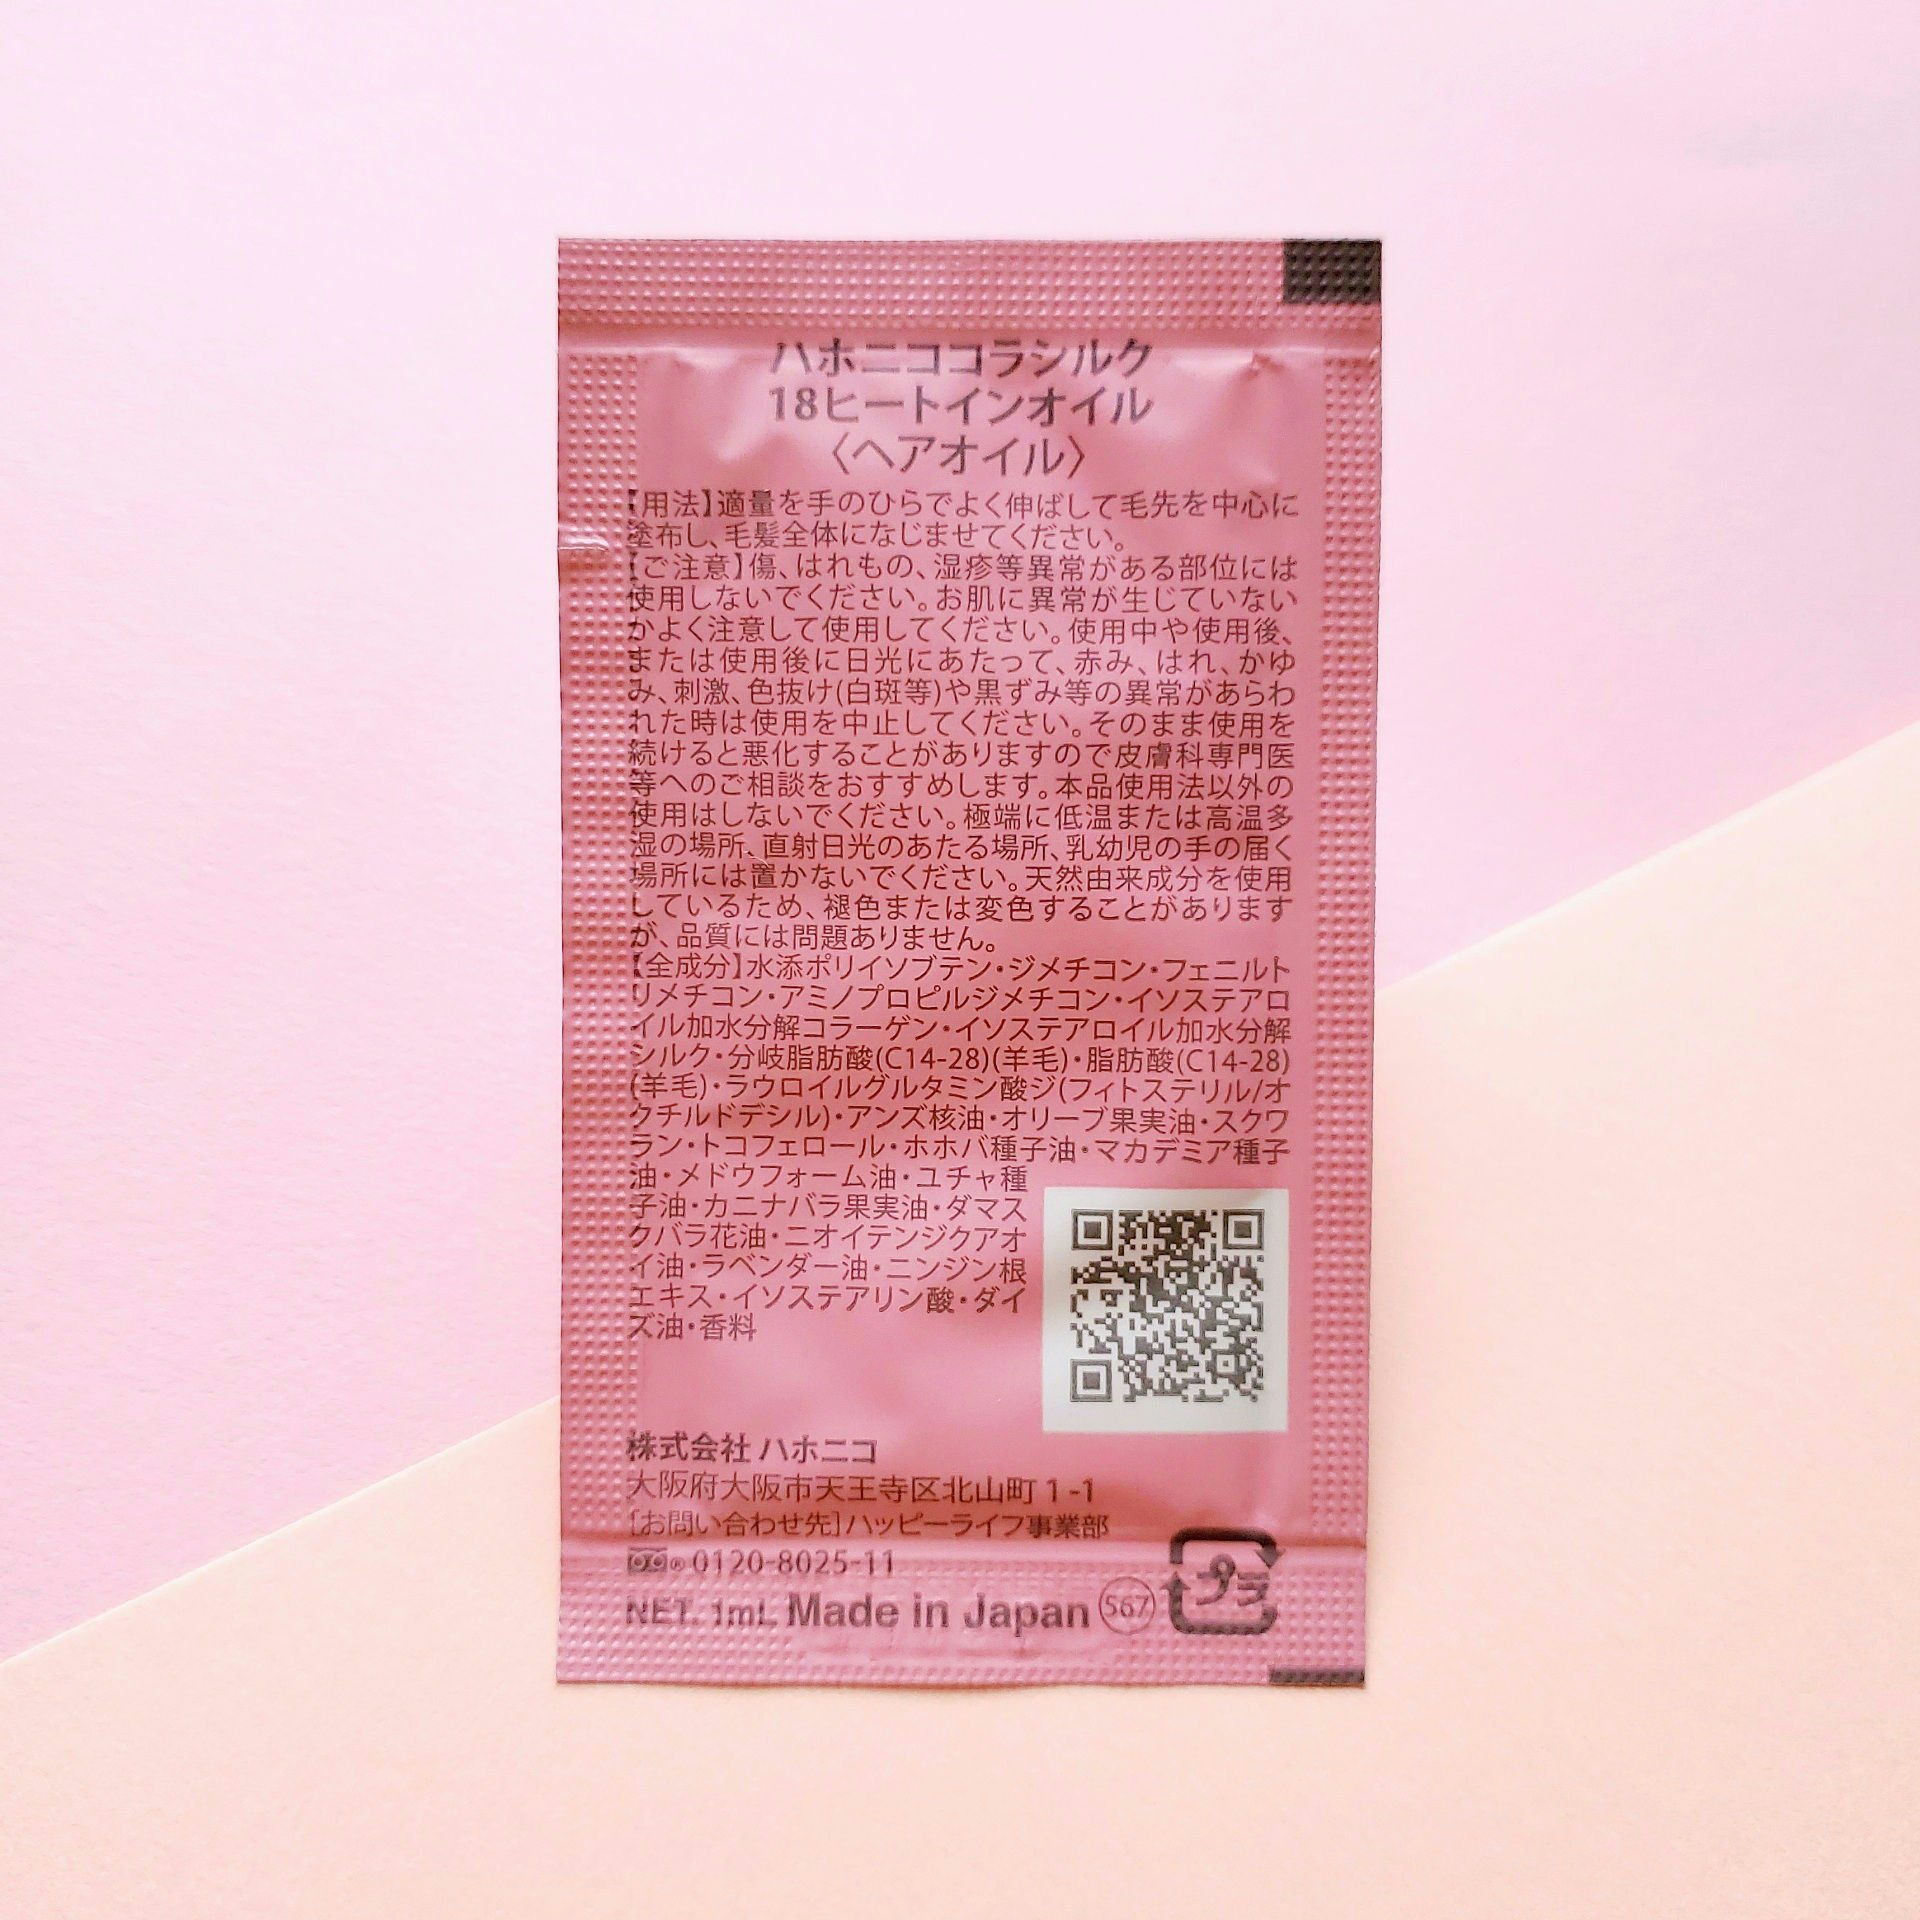 ハホニココラシルク
18ヒートインオイル
〈ヘアオイル〉
【用法】適量を手のひらでよく伸ばして毛先を中心に
塗布し、毛髪全体になじませてください。
【ご注意】傷、はれもの、湿疹等異常がある部位には
使用しないでください。お肌に異常が生じていない
かよく注意して使用してください。使用中や使用後、
または使用後に日光にあたって、赤み、はれ、かゆ
み、刺激、色抜け(白斑等)や黒ずみ等の異常があらわ
れた時は使用を中止してください。そのまま使用を
続けると悪化することがありますので皮膚科専門医
等へのご相談をおすすめします。本品使用法以外の
使用はしないでください。極端に低温または高温多
湿の場所、直射日光のあたる場所、乳幼児の手の届く
場所には置かないでください。天然由来成分を使用
しているため、褪色または変色することがあります
が、品質には問題ありません。
【全成分】水添ポリイソブテン・ジメチコン・フェニルト
リメチコン・アミノプロピルジメチコン・イソステアロ
イル加水分解コラーゲン・イソステアロイル加水分解
シルク・分岐脂肪酸(C14-28)(羊毛)・脂肪酸(C14-28)
(羊毛)・ラウロイルグルタミン酸ジ(フィトステリル/オ
クチルドデシル)・アンズ核油・オリーブ果実油・スクワ
ラン・トコフェロール・ホホバ種子油・マカデミア種子
油・メドウフォーム油・ユチャ種
子油・カニナバラ果実油・ダマス
クバラ花油・ニオイテンジクアオ
イ油・ラベンダー油・ニンジン根
エキス・イソステアリン酸・ダイ
ズ油・香料
株式会社 ハホニコ
大阪府大阪市天王寺区北山町 1 -1
［お問い合わせ先］ハッピーライフ事業部
® 0120-8025-11
NET. 1mL Made in Japan 567
プラ